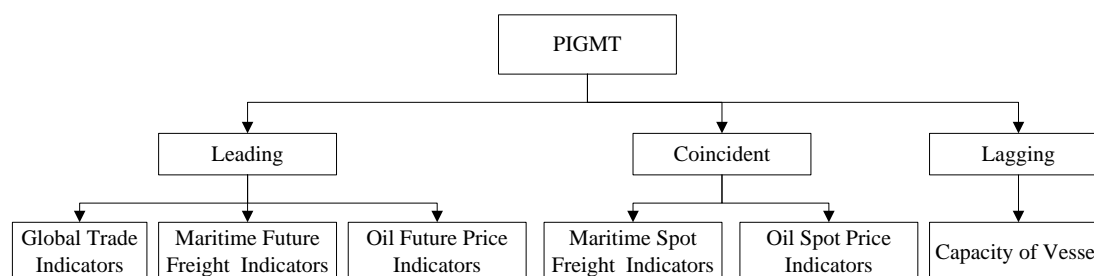 PIGMT
Leading
Coincident
Lagging
Global Trade
Indicators
Maritime Future
Freight Indicators
Oil Future Price
Indicators
Maritime Spot
Freight Indicators
Oil Spot Price
Indicators
Capacity of Vesse